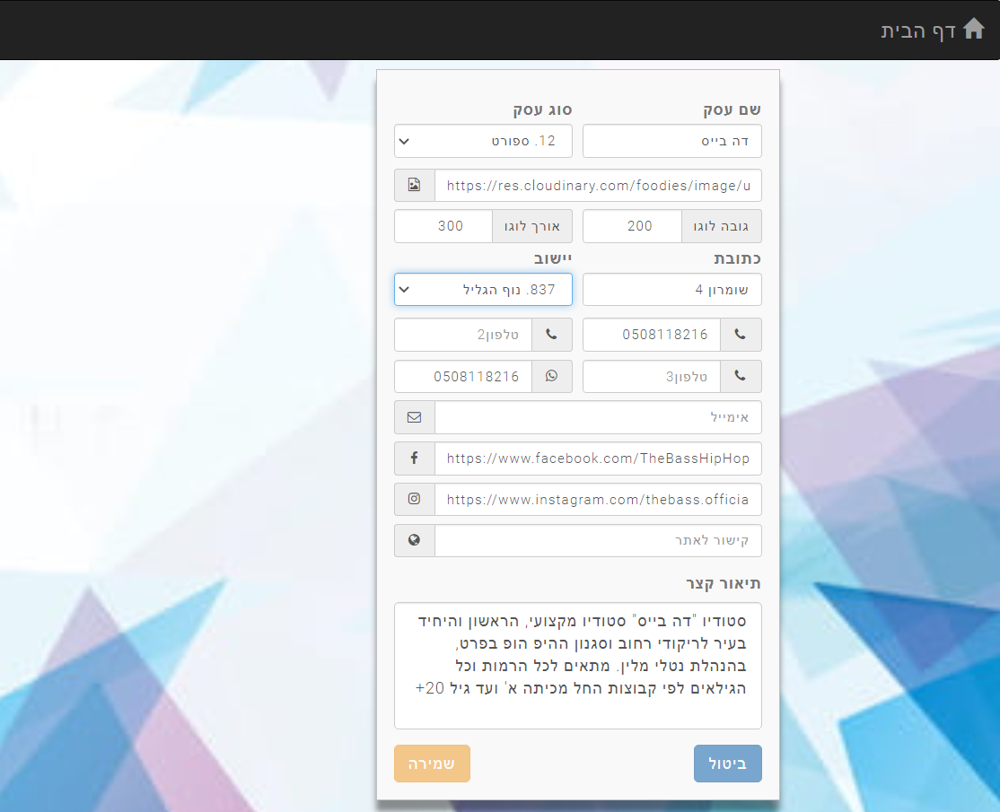 דף הבית
שם עסק
סוג עסק
דה בייס
12. ספורט
https://res.cloudinary.com/foodies/image/u
גובה לוגו
200
אורך לוגו
300
כתובת
יישוב
שומרון 4
837. נוף הגליל
0508118216
טלפון2
טלפון3
0508118216
אימייל
https://www.facebook.com/TheBassHipHop
https://www.instagram.com/thebass.officia
קישור לאתר
תיאור קצר
סטודיו "דה בייס" סטודיו מקצועי, הראשון והיחיד
בעיר לריקודי רחוב וסגנון ההיפ הופ בפרט,
בהנהלת נטלי מלין. מתאים לכל הרמות וכל
הגילאים לפי קבוצות החל מכיתה א' ועד גיל 20+
ביטול
שמירה